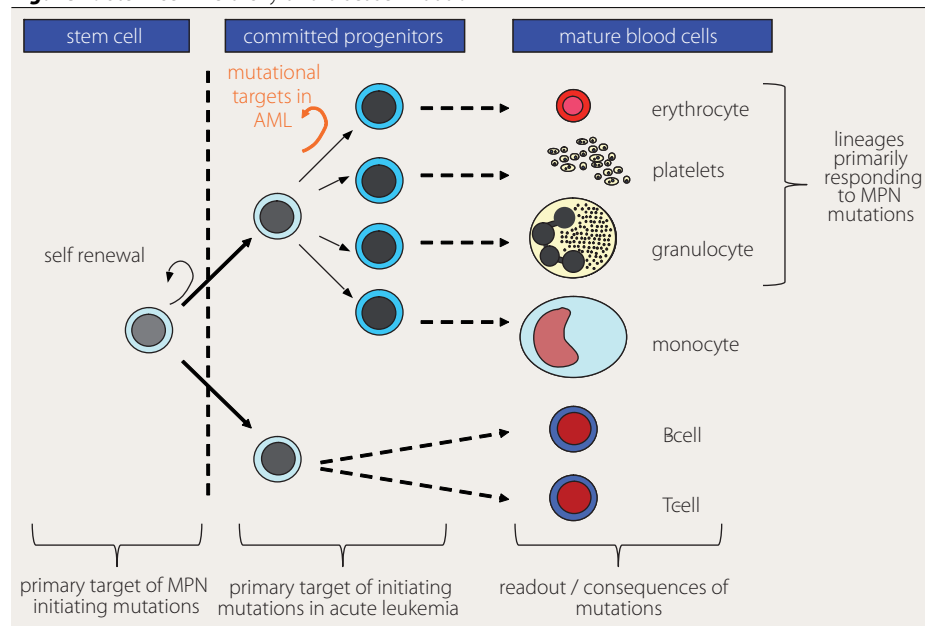 stem cell
committed progenitors
mature blood cells
mutational
targets in
AML
erythrocyte
platelets
granulocyte
monocyte
Bcell
Tcell
lineages
primarily
responding
to MPN
mutations
self renewal
primary target of MPN
initiating mutations
primary target of initiating
mutations in acute leukemia
readout / consequences of
mutations